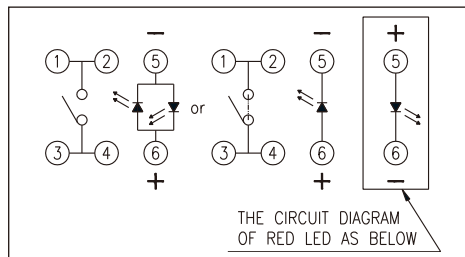 − − +
1 2 5 or 1 2 5 5
3 4 6 3 4 6 6
+ + −
THE CIRCUIT DIAGRAM
OF RED LED AS BELOW